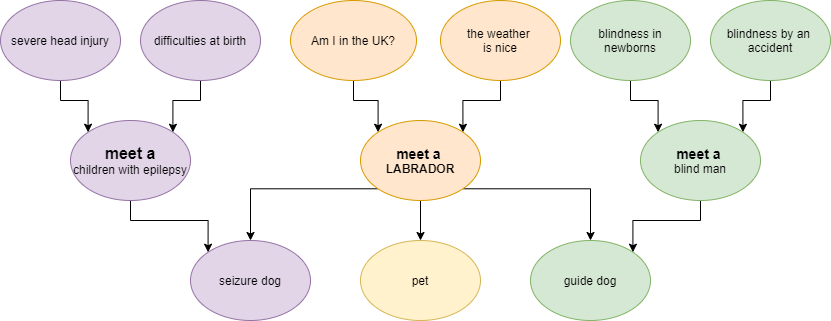 severe head injury
difficulties at birth
Am I in the UK?
the weather
is nice
blindness in
newborns
blindness by an
accident
meet a
children with epilepsy
meet a
LABRADOR
meet a
blind man
seizure dog
pet
guide dog